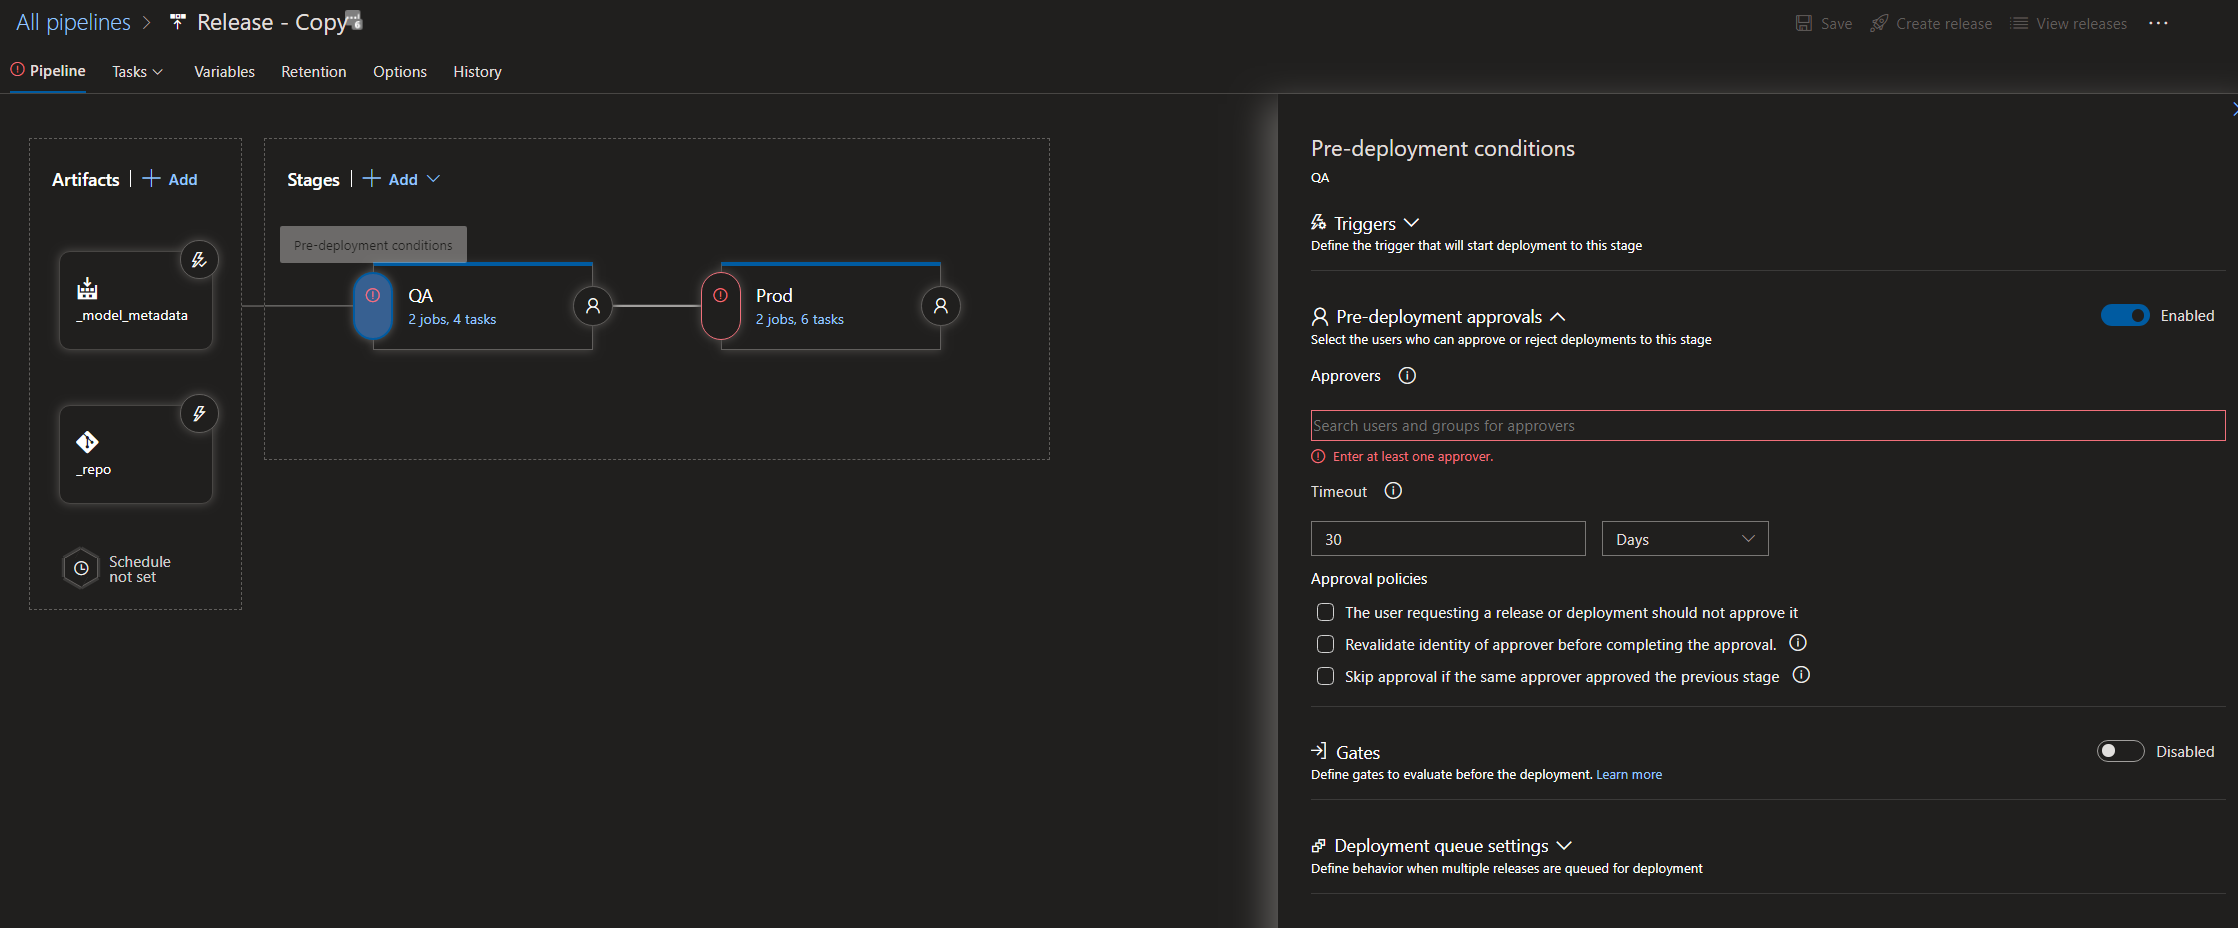 All pipelines
Release - Copy
Save
Create release
View releases
Pipeline
Tasks
Variables
Retention
Options
History
Artifacts
Add
_model_metadata
_repo
Schedule
not set
Stages
Add
Pre-deployment conditions
QA
2 jobs, 4 tasks
Prod
2 jobs, 6 tasks
Pre-deployment conditions
QA
Triggers
Define the trigger that will start deployment to this stage
Pre-deployment approvals
Enabled
Select the users who can approve or reject deployments to this stage
Approvers
Search users and groups for approvers
Enter at least one approver.
Timeout
30
Days
Approval policies
The user requesting a release or deployment should not approve it
Revalidate identity of approver before completing the approval.
Skip approval if the same approver approved the previous stage
Gates
Disabled
Define gates to evaluate before the deployment. Learn more
Deployment queue settings
Define behavior when multiple releases are queued for deployment